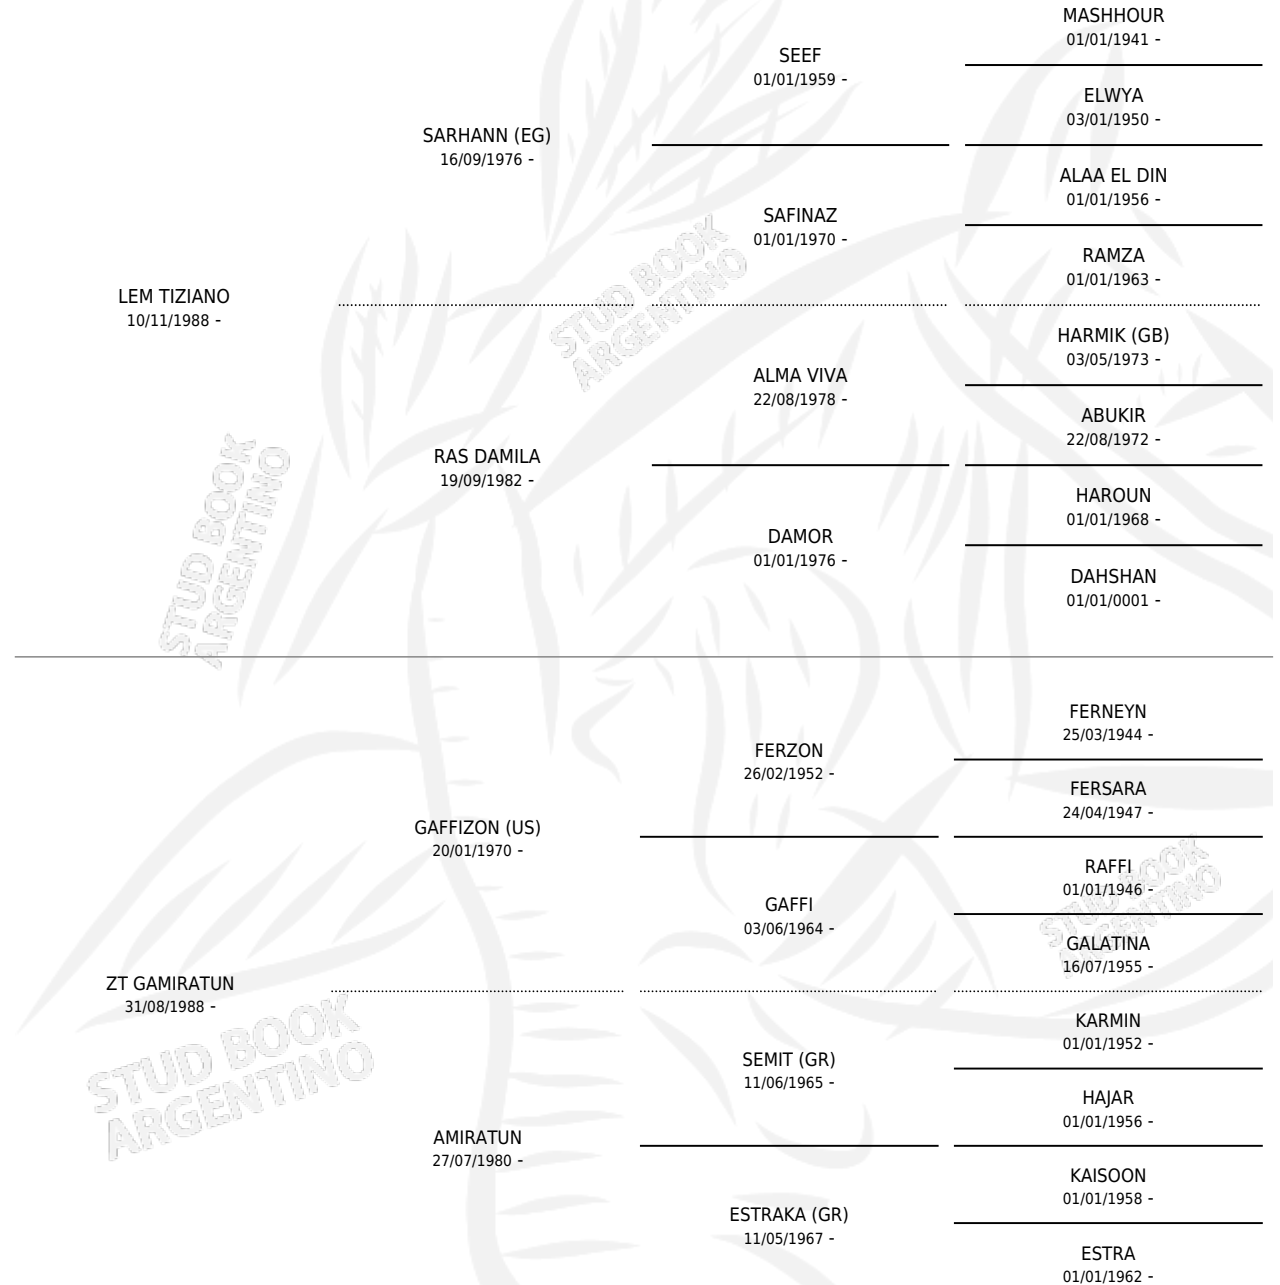 MASHHOUR
01/01/1941 -
SEEF
01/01/1959 -
ELWYA
03/01/1950 -
SARHANN (EG)
16/09/1976 -
ALAA EL DIN
01/01/1956 -
SAFINAZ
01/01/1970 -
RAMZA
01/01/1963 -
LEM TIZIANO
10/11/1988 -
HARMIK (GB)
03/05/1973 -
ALMA VIVA
22/08/1978 -
ABUKIR
22/08/1972 -
RAS DAMILA
19/09/1982 -
HAROUN
01/01/1968 -
DAMOR
01/01/1976 -
DAHSHAN
01/01/0001 -
STUD BOOK
ARGENTINO
STUD BOOK
ARGENTINO
FERNEYN
25/03/1944 -
FERZON
26/02/1952 -
FERSARA
24/04/1947 -
GAFFIZON (US)
20/01/1970 -
RAFFI
01/01/1946 -
GAFFI
03/06/1964 -
GALATINA
16/07/1955 -
ZT GAMIRATUN
31/08/1988 -
KARMIN
01/01/1952 -
SEMIT (GR)
11/06/1965 -
HAJAR
01/01/1956 -
AMIRATUN
27/07/1980 -
KAISOON
01/01/1958 -
ESTRAKA (GR)
11/05/1967 -
ESTRA
01/01/1962 -
STUD BOOK
ARGENTINO
STUD BOOK
ARGENTINO